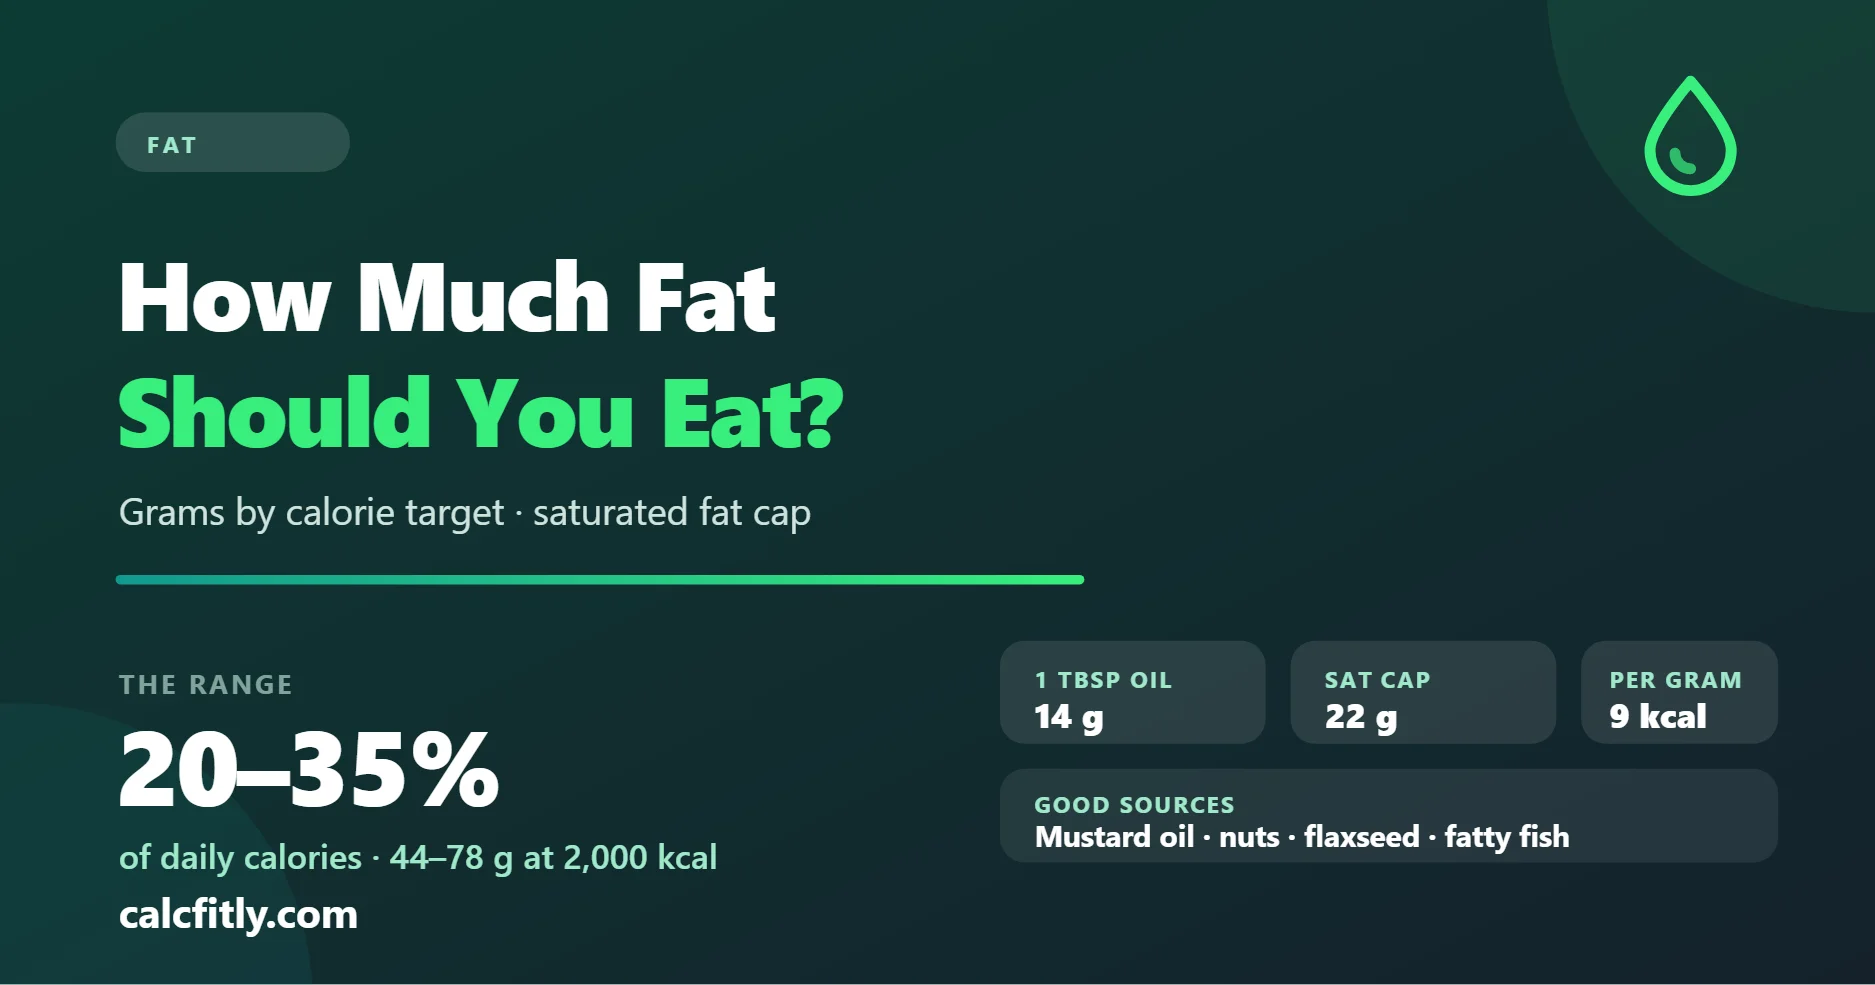 FAT
How Much Fat
Should You Eat?
Grams by calorie target · saturated fat cap
THE RANGE
20–35%
of daily calories · 44–78 g at 2,000 kcal
calcfitly.com
1 TBSP OIL
14 g
SAT CAP
22 g
PER GRAM
9 kcal
GOOD SOURCES
Mustard oil · nuts · flaxseed · fatty fish